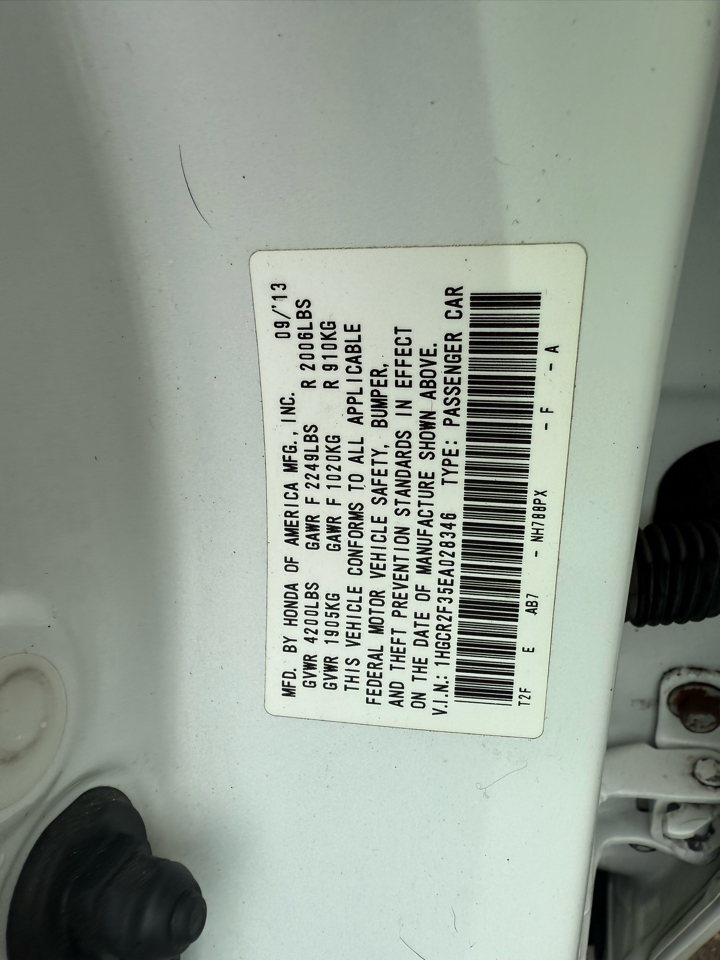 MFD. BY HONDA OF AMERICA MFG., INC. 09/'13
GVWR 4200LBS GAWR F 2249LBS R 2006LBS
GVWR 1905KG GAWR F 1020KG R 910KG
THIS VEHICLE CONFORMS TO ALL APPLICABLE
FEDERAL MOTOR VEHICLE SAFETY, BUMPER,
AND THEFT PREVENTION STANDARDS IN EFFECT
ON THE DATE OF MANUFACTURE SHOWN ABOVE.
V.I.N.: 1HGCR2F35EA028346 TYPE: PASSENGER CAR
T2F E AB7 - NH788PX - F - A